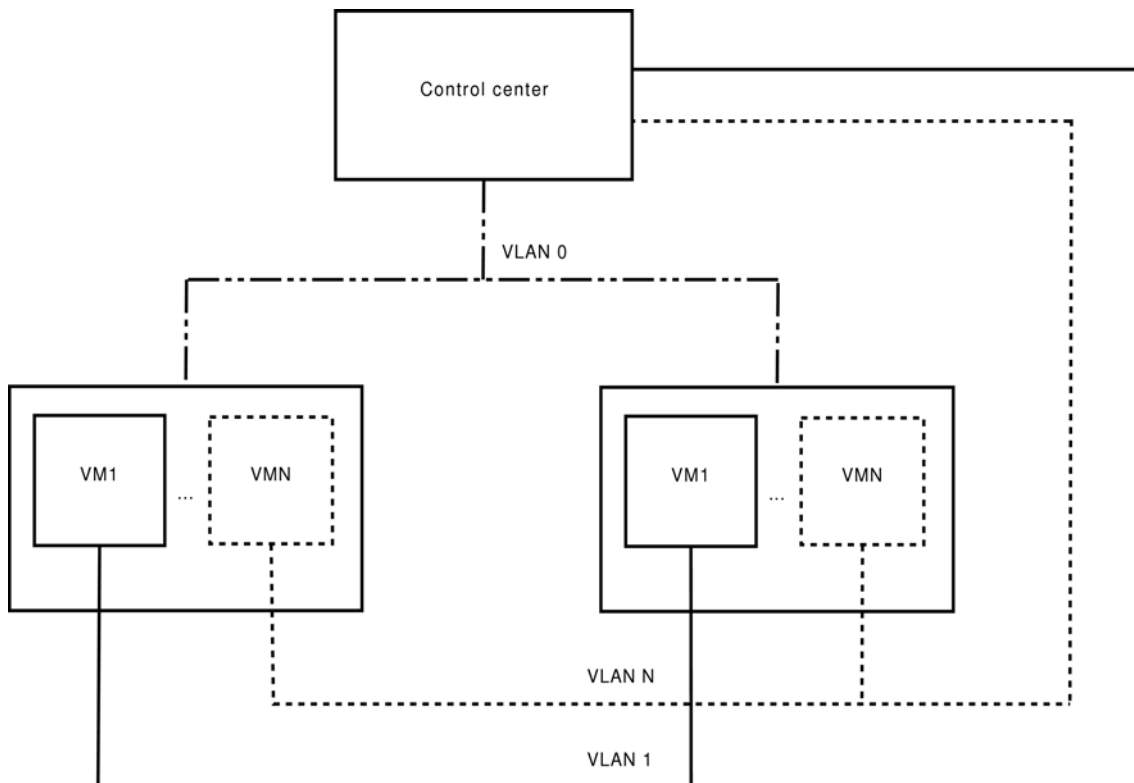 Control center
VLAN 0
VM1
...
VMN
VM1
...
VMN
VLAN N
VLAN 1